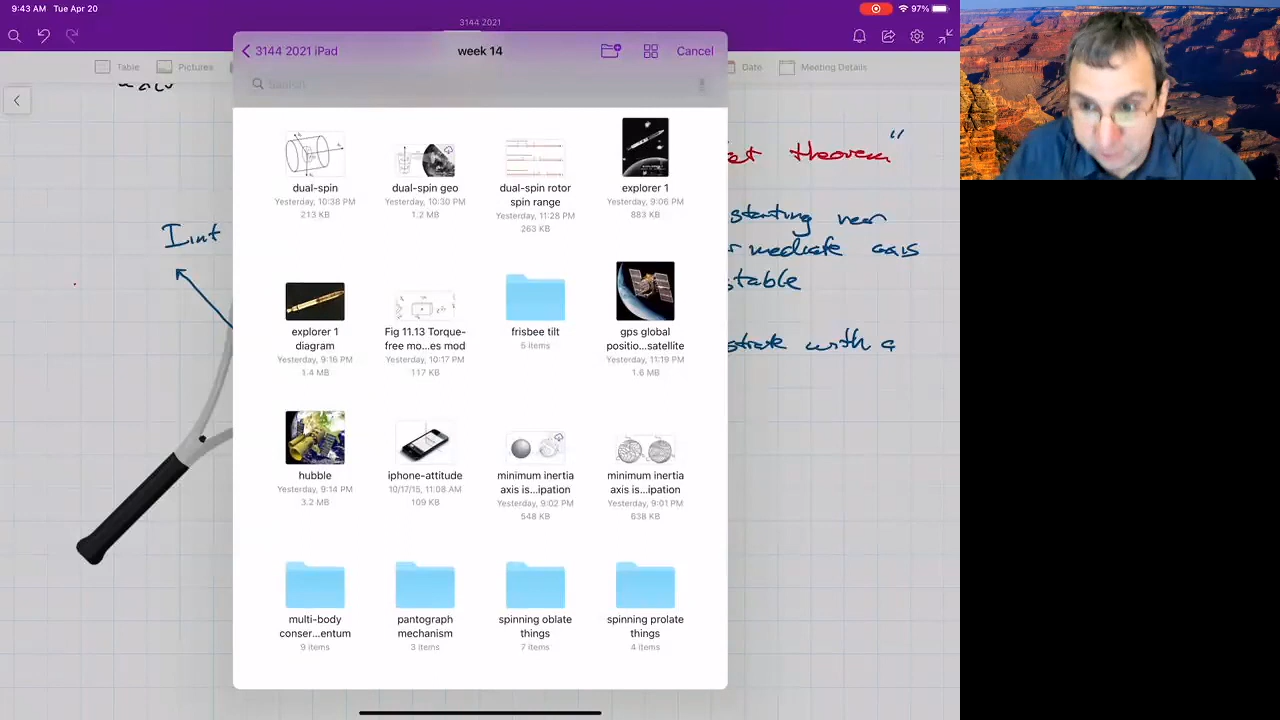 9:43 AM Tue Apr 20
97%
3144 2021
3144 2021 iPad
week 14
Cancel
Search
Table
Pictures
Date
Meeting Details
dual-spin
Yesterday, 10:38 PM
213 KB
dual-spin geo
Yesterday, 10:30 PM
1.2 MB
dual-spin rotor
spin range
Yesterday, 11:28 PM
263 KB
explorer 1
Yesterday, 9:06 PM
883 KB
explorer 1
diagram
Yesterday, 9:16 PM
1.4 MB
Fig 11.13 Torque-
free mo...es mod
Yesterday, 10:17 PM
117 KB
frisbee tilt
5 items
gps global
positio...satellite
Yesterday, 11:19 PM
1.6 MB
hubble
Yesterday, 9:14 PM
3.2 MB
iphone-attitude
10/17/15, 11:08 AM
109 KB
minimum inertia
axis is...ipation
Yesterday, 9:02 PM
548 KB
minimum inertia
axis is...ipation
Yesterday, 9:01 PM
638 KB
multi-body
conser...entum
9 items
pantograph
mechanism
3 items
spinning oblate
things
7 items
spinning prolate
things
4 items
Iint
theorem"
starting near
mediate axis
stable
strate with a